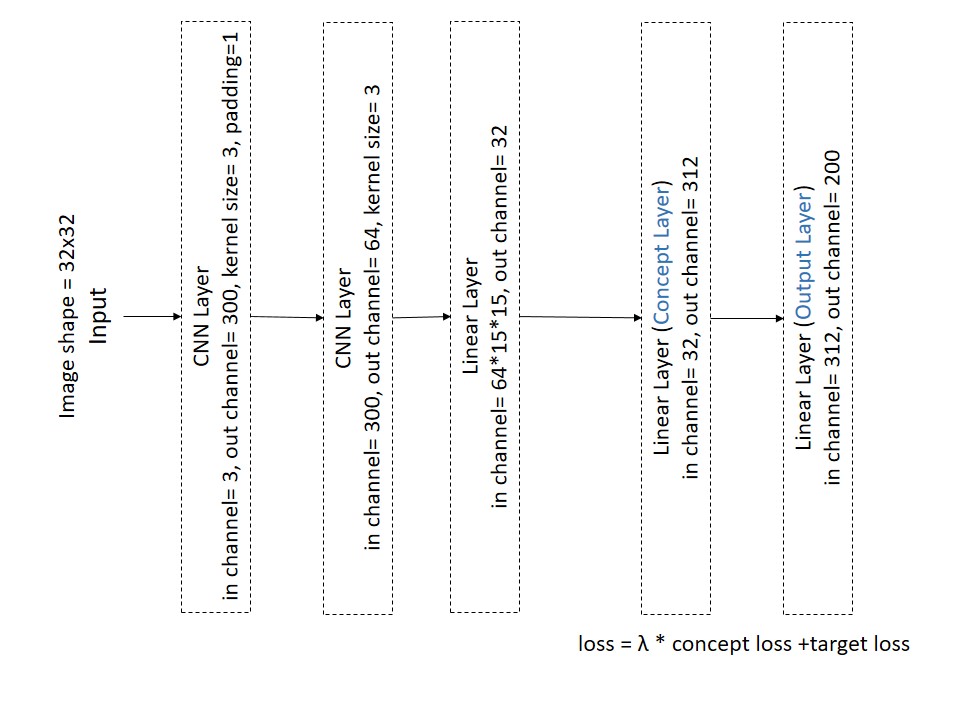 Image shape = 32x32
Input
CNN Layer
in channel= 3, out channel= 300, kernel size= 3, padding=1
CNN Layer
in channel= 300, out channel= 64, kernel size= 3
Linear Layer
in channel= 64*15*15, out channel= 32
Linear Layer (Concept Layer)
in channel= 32, out channel= 312
Linear Layer (Output Layer)
in channel= 312, out channel= 200
loss = λ * concept loss +target loss